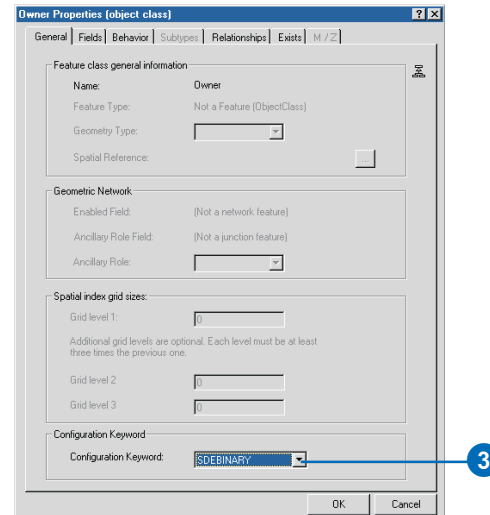 Owner Properties (object class)
General Fields Behavior Subtypes Relationships Exists M / Z
Feature class general information
Name: Owner
Feature Type: Not a Feature (ObjectClass)
Geometry Type:
Spatial Reference: ...
Geometric Network
Enabled Field: (Not a network feature)
Ancillary Role Field: (Not a junction feature)
Ancillary Role:
Spatial index grid sizes:
Grid level 1: 0
Additional grid levels are optional. Each level must be at least
three times the previous one.
Grid level 2 0
Grid level 3 0
Configuration Keyword
Configuration Keyword: SDEBINARY
3
OK Cancel